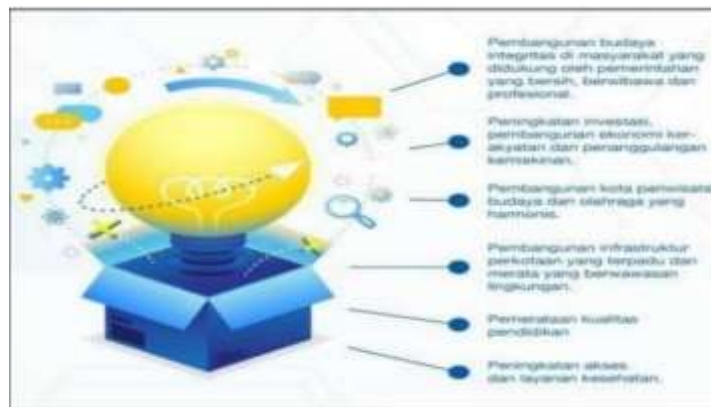 Pembangunan budaya
integritas di masyarakat yang
didukung oleh pemerintahan
yang bersih, berwibawa dan
profesional.
Peningkatan investasi,
pembangunan ekonomi ker-
akyatan dan penanggulangan
kemiskinan.
Pembangunan kota pariwisata
budaya dan olahraga yang
harmonis.
Pembangunan infrastruktur
perkotaan yang terpadu dan
merata yang berwawasan
lingkungan.
Pemerataan kualitas
pendidikan
Peningkatan akses
dan layanan kesehatan.